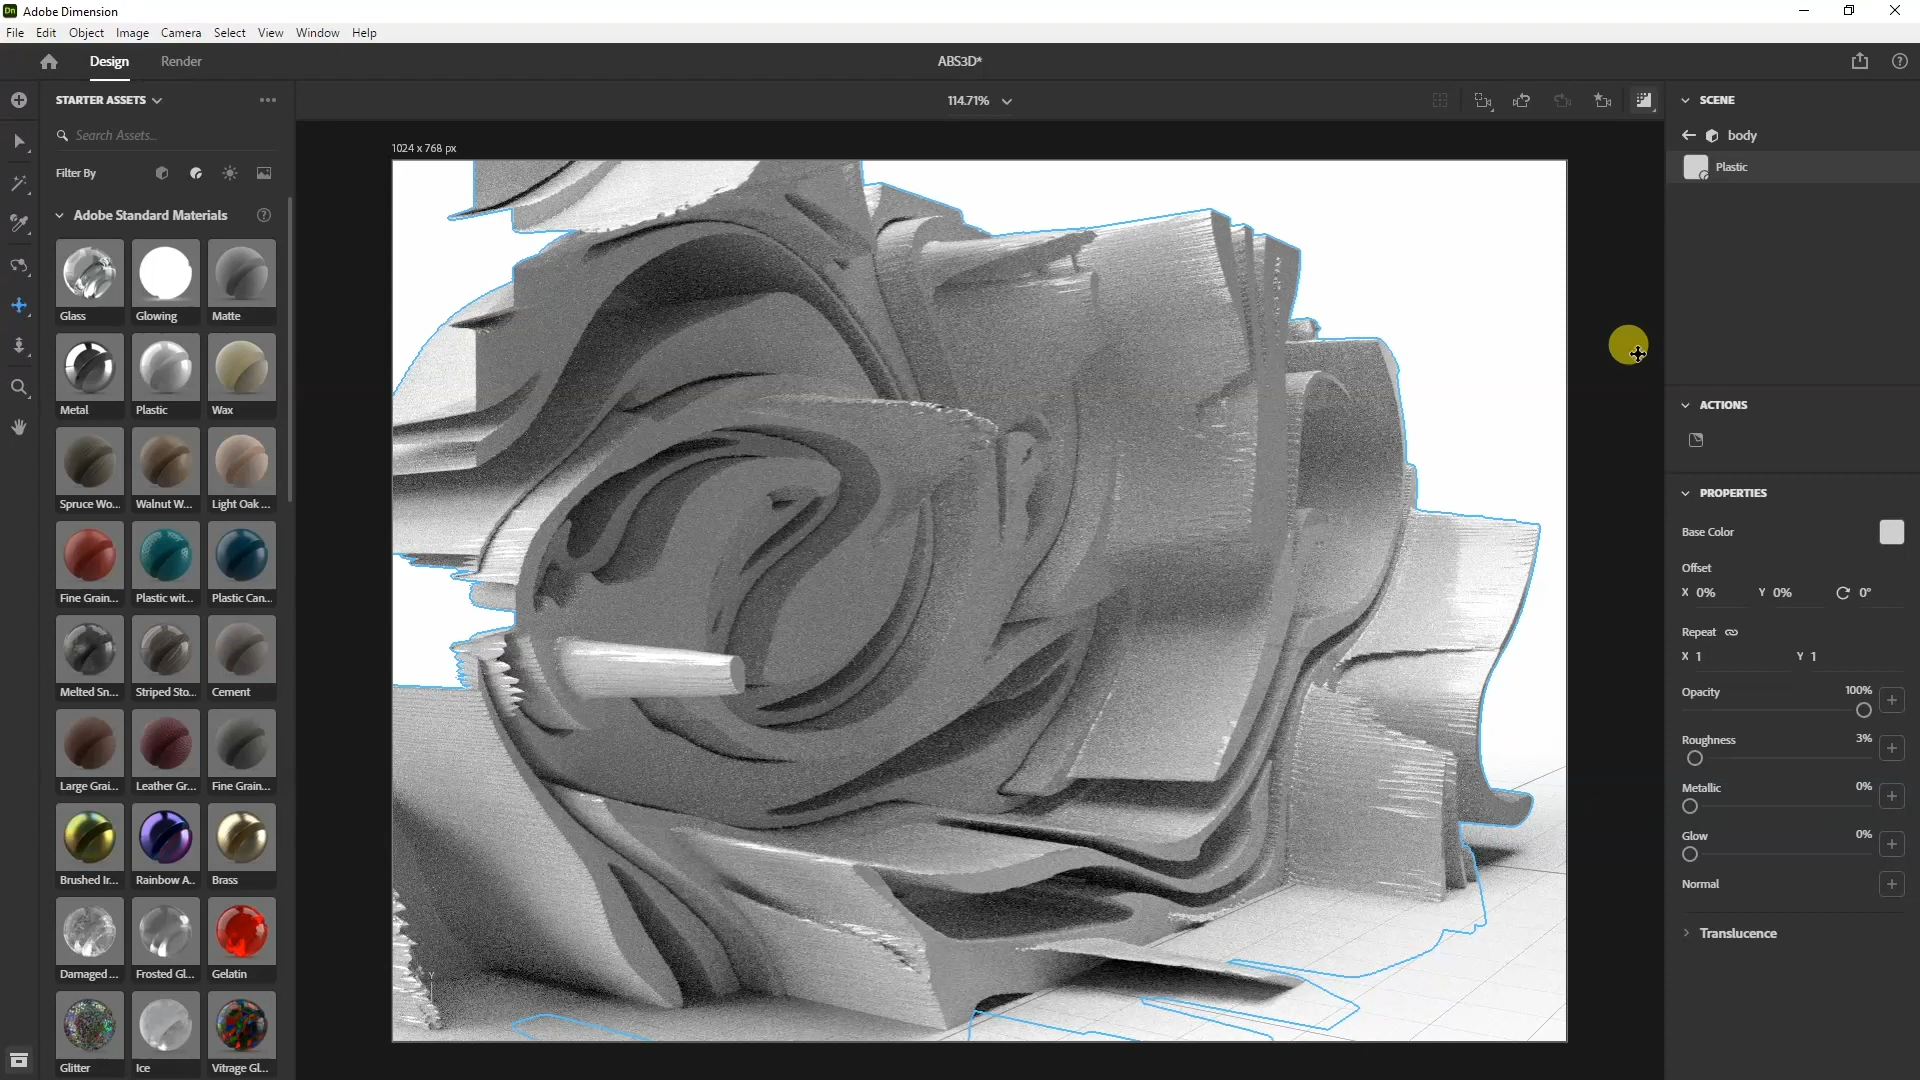 Dn Adobe Dimension
File Edit Object Image Camera Select View Window Help
Design Render ABS3D*
STARTER ASSETS
114.71%
Search Assets...
Filter By
Adobe Standard Materials
Glass Glowing Matte
Metal Plastic Wax
Spruce Wo... Walnut W... Light Oak ...
Fine Grain... Plastic wit... Plastic Can...
Melted Sn... Striped Sto... Cement
Large Grai... Leather Gr... Fine Grain...
Brushed Ir... Rainbow A... Brass
Damaged ... Frosted Gl... Gelatin
Glitter Ice Vitrage Gl...
1024 x 768 px
Y
SCENE
body
Plastic
ACTIONS
PROPERTIES
Base Color
Offset
X 0% Y 0% 0°
Repeat
X 1 Y 1
Opacity 100%
Roughness 3%
Metallic 0%
Glow 0%
Normal
Translucence